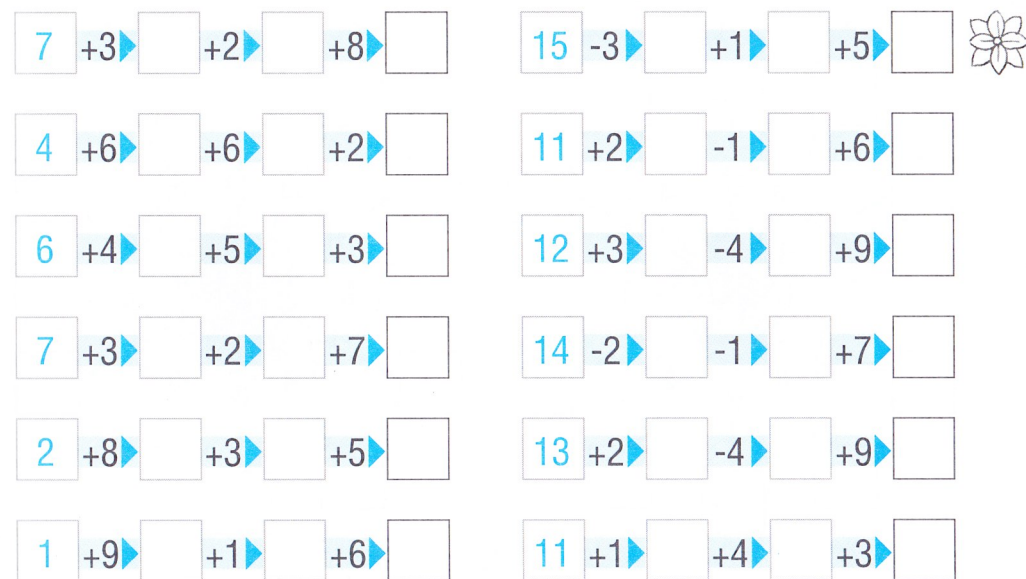 7 +3 +2 +8
4 +6 +6 +2
6 +4 +5 +3
7 +3 +2 +7
2 +8 +3 +5
1 +9 +1 +6
15 -3 +1 +5
11 +2 -1 +6
12 +3 -4 +9
14 -2 -1 +7
13 +2 -4 +9
11 +1 +4 +3